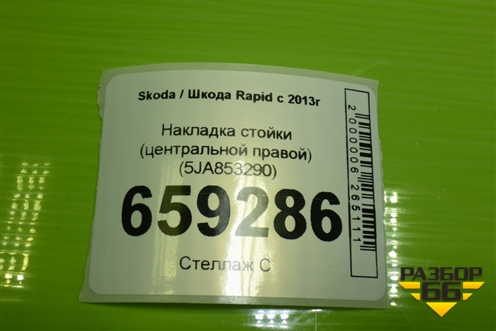 Skoda / Шкода Rapid с 2013г
Накладка стойки
(центральной правой)
(5JA853290)
659286
Стеллаж С
2000006265111
РАЗБОР
66